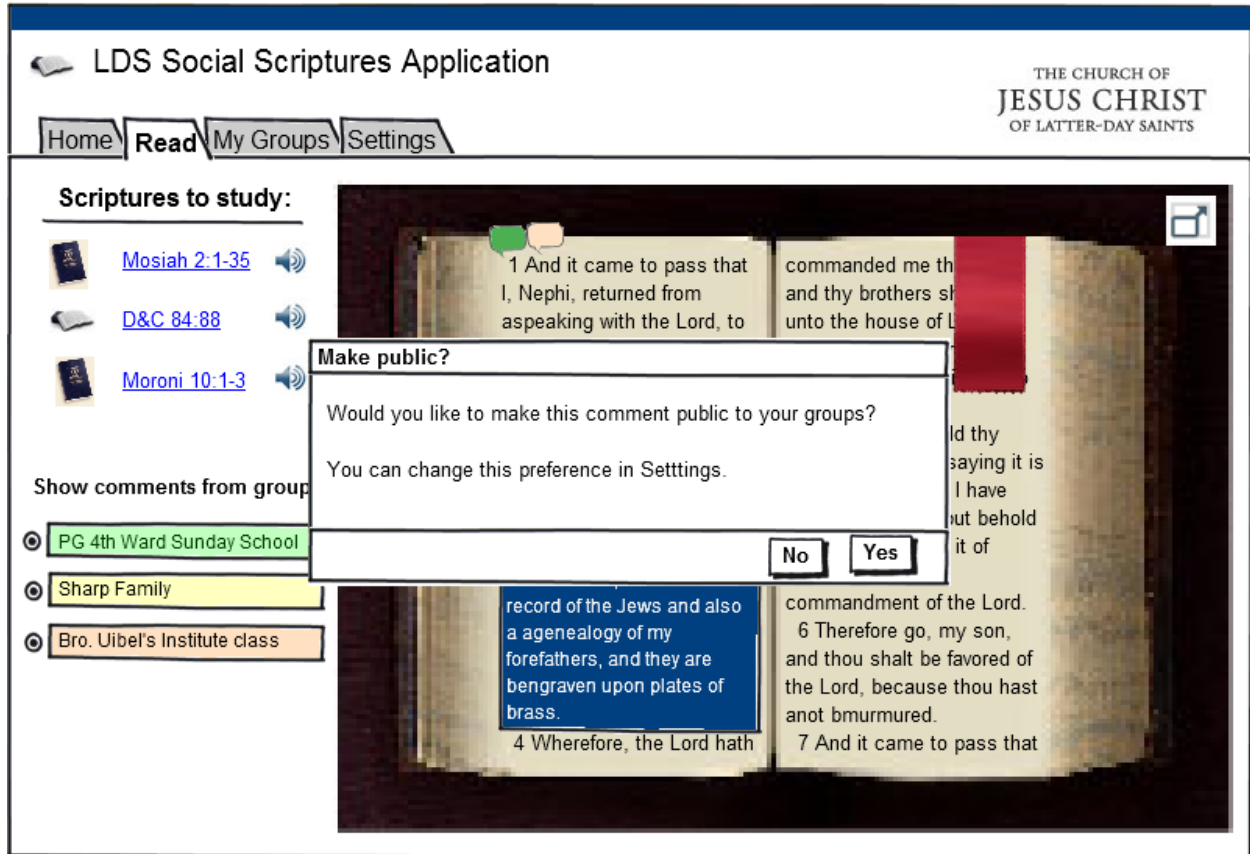 LDS Social Scriptures Application
THE CHURCH OF
JESUS CHRIST
OF LATTER-DAY SAINTS
Home Read My Groups Settings
Scriptures to study:
Mosiah 2:1-35
D&C 84:88
Moroni 10:1-3
Show comments from group
PG 4th Ward Sunday School
Sharp Family
Bro. Uibel's Institute class
1 And it came to pass that
I, Nephi, returned from
aspeaking with the Lord, to
Make public?
Would you like to make this comment public to your groups?
You can change this preference in Setttings.
No Yes
record of the Jews and also
a agenealogy of my
forefathers, and they are
bengraven upon plates of
brass.
4 Wherefore, the Lord hath
commanded me th
and thy brothers sh
unto the house of L
ld thy
saying it is
I have
but behold
it of
commandment of the Lord.
6 Therefore go, my son,
and thou shalt be favored of
the Lord, because thou hast
anot bmurmured.
7 And it came to pass that